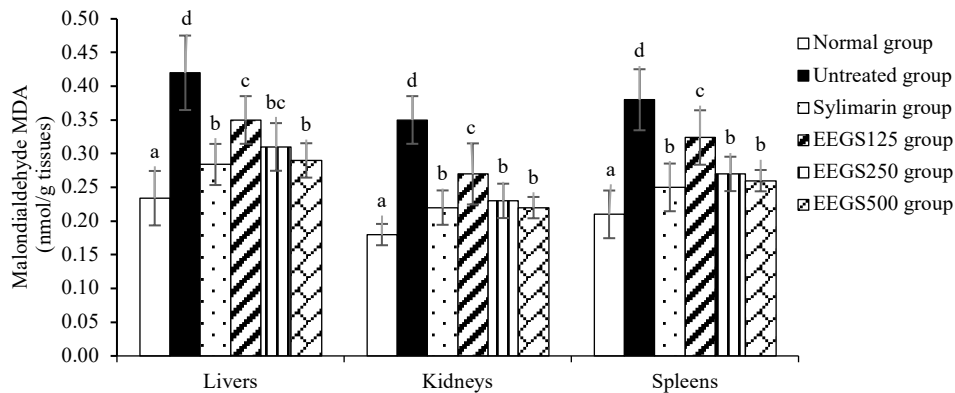 Malondialdehyde MDA
(nmol/g tissues)
0.50
0.45
0.40
0.35
0.30
0.25
0.20
0.15
0.10
0.05
0.00
a
d
b
c
bc
b
a
d
b
c
b
b
a
d
b
c
b
b
Livers
Kidneys
Spleens
Normal group
Untreated group
Sylimarin group
EEGS125 group
EEGS250 group
EEGS500 group